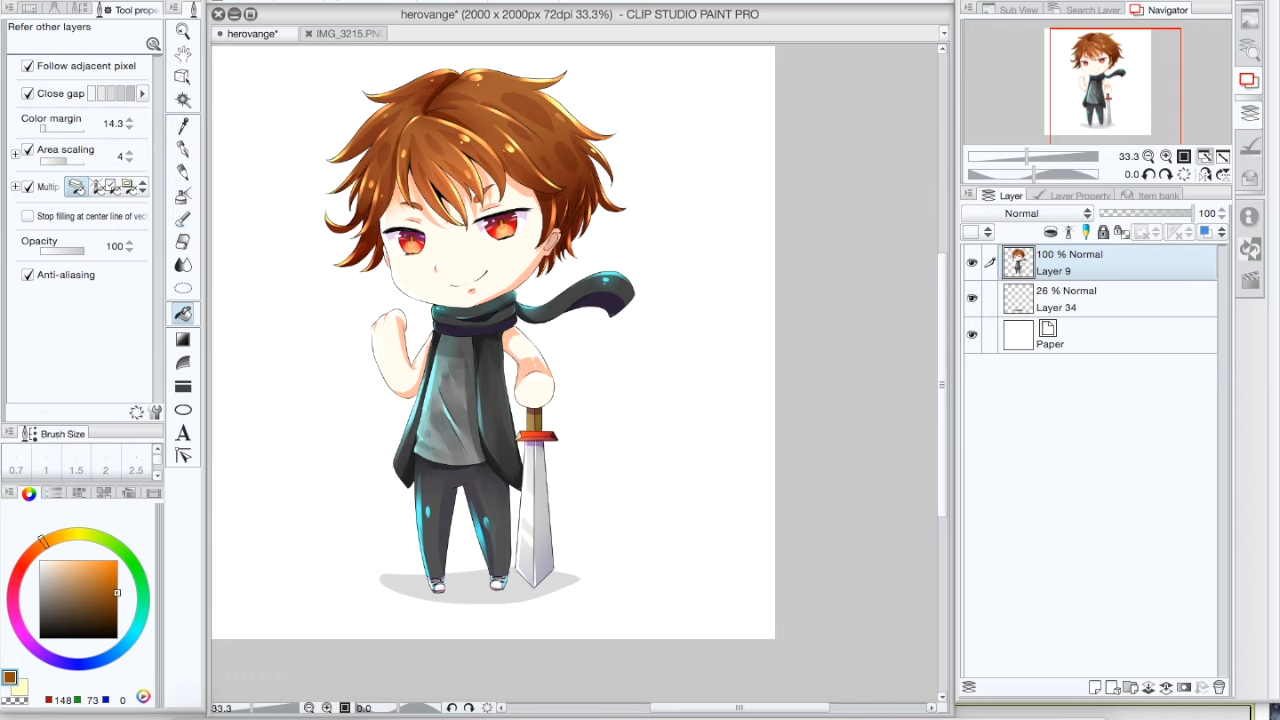 Tool prope
herovange* (2000 x 2000px 72dpi 33.3%) - CLIP STUDIO PAINT PRO
Sub View
Search Layer
Navigator
Refer other layers
herovange*
IMG_3215.PN
Follow adjacent pixel
Close gap
Color margin
14.3
Area scaling
4
Multip
Stop filling at center line of vec
Opacity
100
Anti-aliasing
33.3
0.0
Layer
Layer Property
Item bank
Normal
100
100 % Normal
Layer 9
26 % Normal
Layer 34
Paper
Brush Size
0.7 1 1.5 2 2.5
148 73 0
33.3
0.0
A